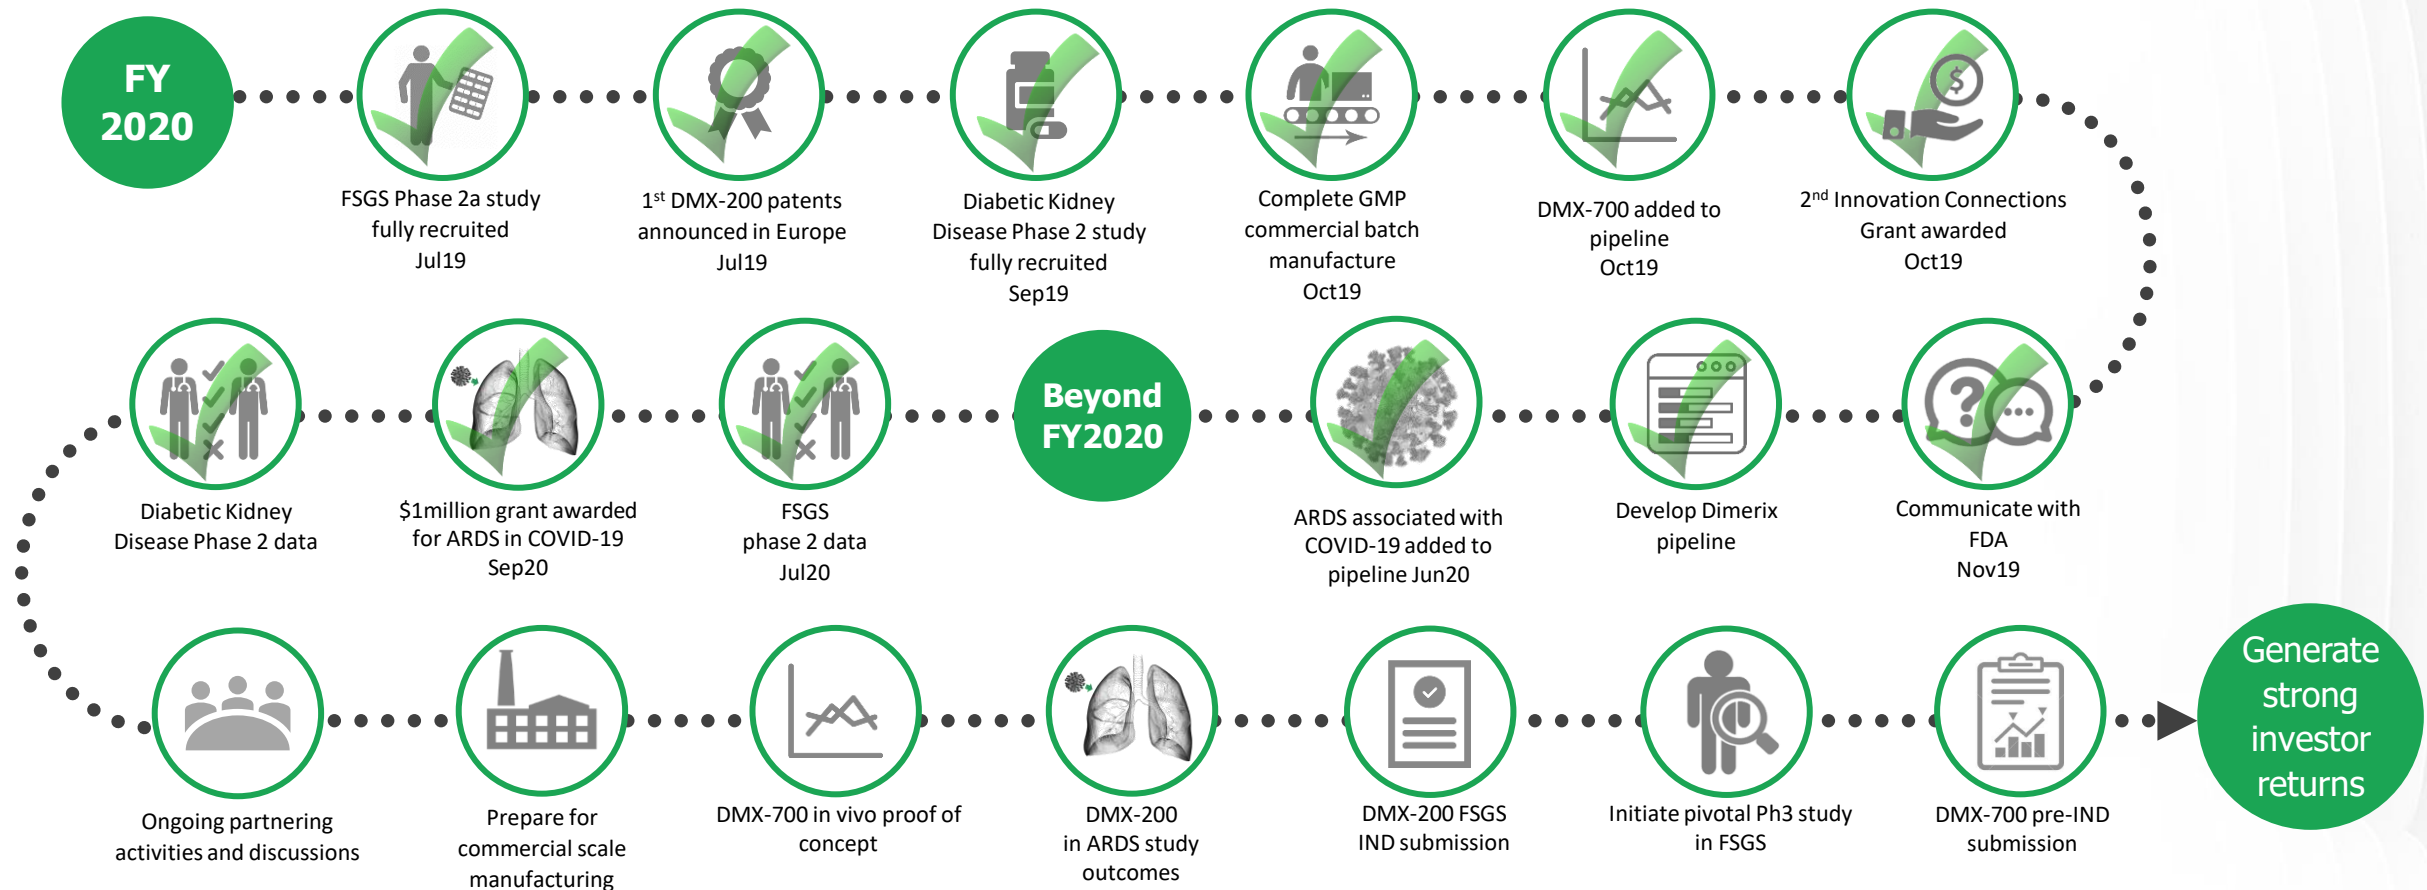 FY
2020
FSGS Phase 2a study
fully recruited
Jul19
1st DMX-200 patents
announced in Europe
Jul19
Diabetic Kidney
Disease Phase 2 study
fully recruited
Sep19
Complete GMP
commercial batch
manufacture
Oct19
DMX-700 added to
pipeline
Oct19
$
2nd Innovation Connections
Grant awarded
Oct19
?
Communicate with
FDA
Nov19
Develop Dimerix
pipeline
ARDS associated with
COVID-19 added to
pipeline Jun20
Beyond
FY2020
FSGS
phase 2 data
Jul20
$1million grant awarded
for ARDS in COVID-19
Sep20
Diabetic Kidney
Disease Phase 2 data
Ongoing partnering
activities and discussions
Prepare for
commercial scale
manufacturing
DMX-700 in vivo proof of
concept
DMX-200
in ARDS study
outcomes
DMX-200 FSGS
IND submission
Initiate pivotal Ph3 study
in FSGS
DMX-700 pre-IND
submission
Generate
strong
investor
returns